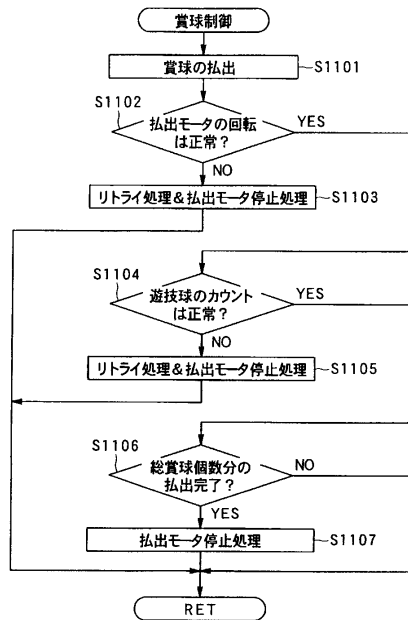 賞球制御
賞球の払出
S1101
S1102
払出モータの回転
は正常?
YES
NO
リトライ処理&払出モータ停止処理
S1103
S1104
遊技球のカウント
は正常?
YES
NO
リトライ処理&払出モータ停止処理
S1105
S1106
総賞球個数分の
払出完了?
NO
YES
払出モータ停止処理
S1107
RET